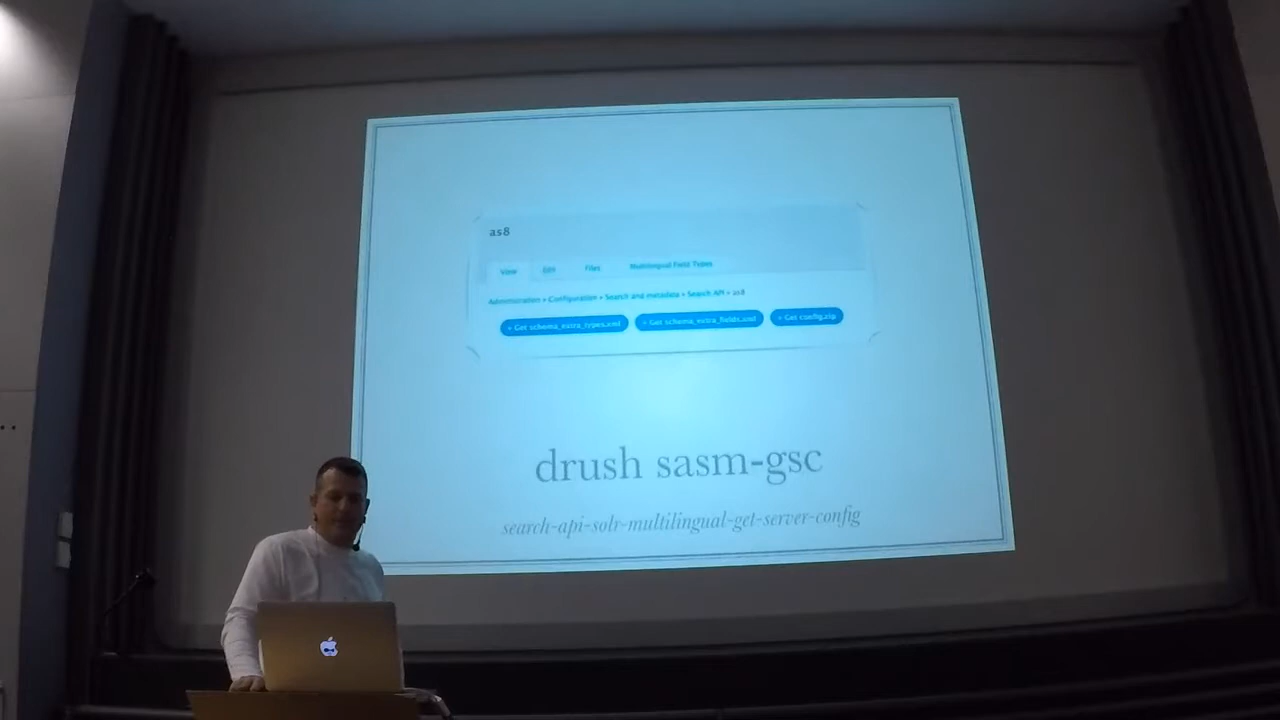 as8
View Edit Files Multilingual Field Types
Administration » Configuration » Search and metadata » Search API » as8
+ Get schema_extra_types.xml + Get schema_extra_fields.xml + Get config.zip
drush sasm-gsc
search-api-solr-multilingual-get-server-config